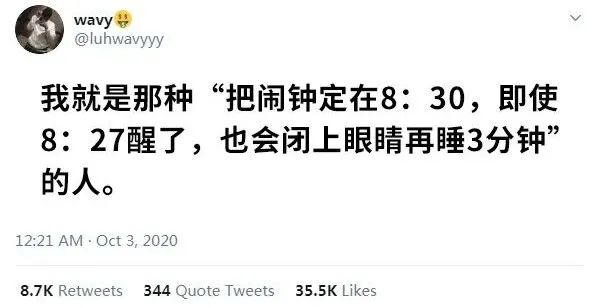 wavy🤑
@luhwavyyy
我就是那种“把闹钟定在8：30，即使
8：27醒了，也会闭上眼睛再睡3分钟”
的人。
12:21 AM · Oct 3, 2020
8.7K Retweets 344 Quote Tweets 35.5K Likes